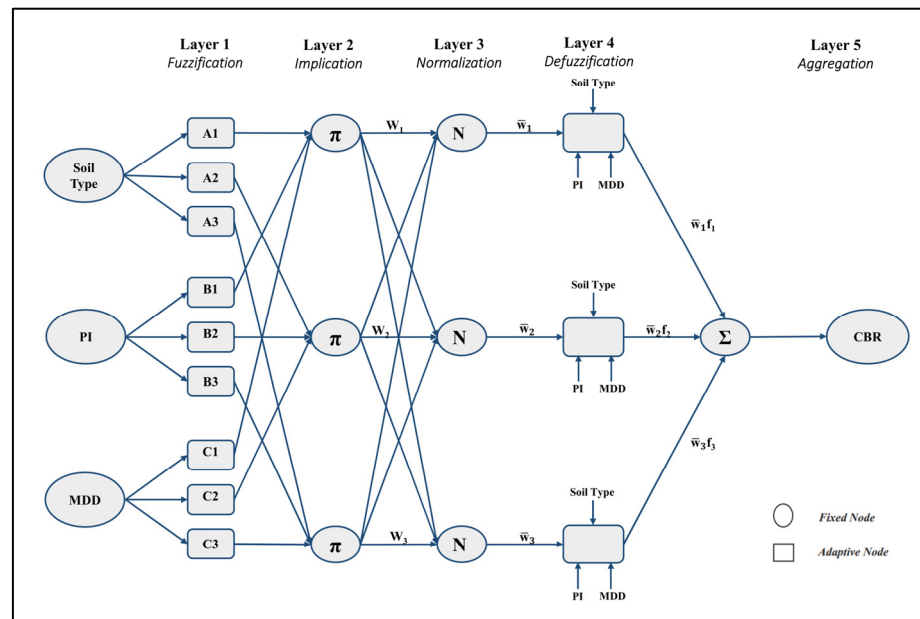 Layer 1
Fuzzification
Layer 2
Implication
Layer 3
Normalization
Layer 4
Defuzzification
Layer 5
Aggregation
Soil Type
A1
π
W₁
N
w̅₁
PI
MDD
Soil
Type
A2
A3
w̅₁f₁
B1
Soil Type
PI
B2
π
W₂
N
w̅₂
w̅₂f₂
Σ
CBR
B3
PI
MDD
C1
w̅₃f₃
MDD
C2
Soil Type
C3
π
W₃
N
w̅₃
PI
MDD
Fixed Node
Adaptive Node